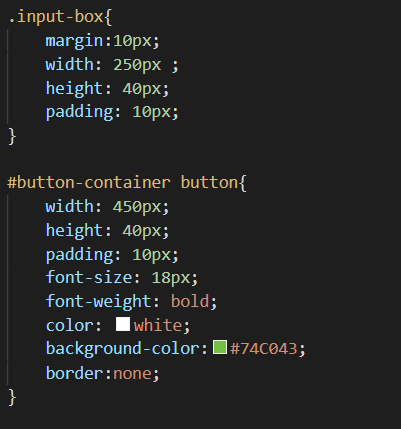 .input-box{
margin:10px;
width: 250px ;
height: 40px;
padding: 10px;
}
#button-container button{
width: 450px;
height: 40px;
padding: 10px;
font-size: 18px;
font-weight: bold;
color: white;
background-color: #74C043;
border:none;
}